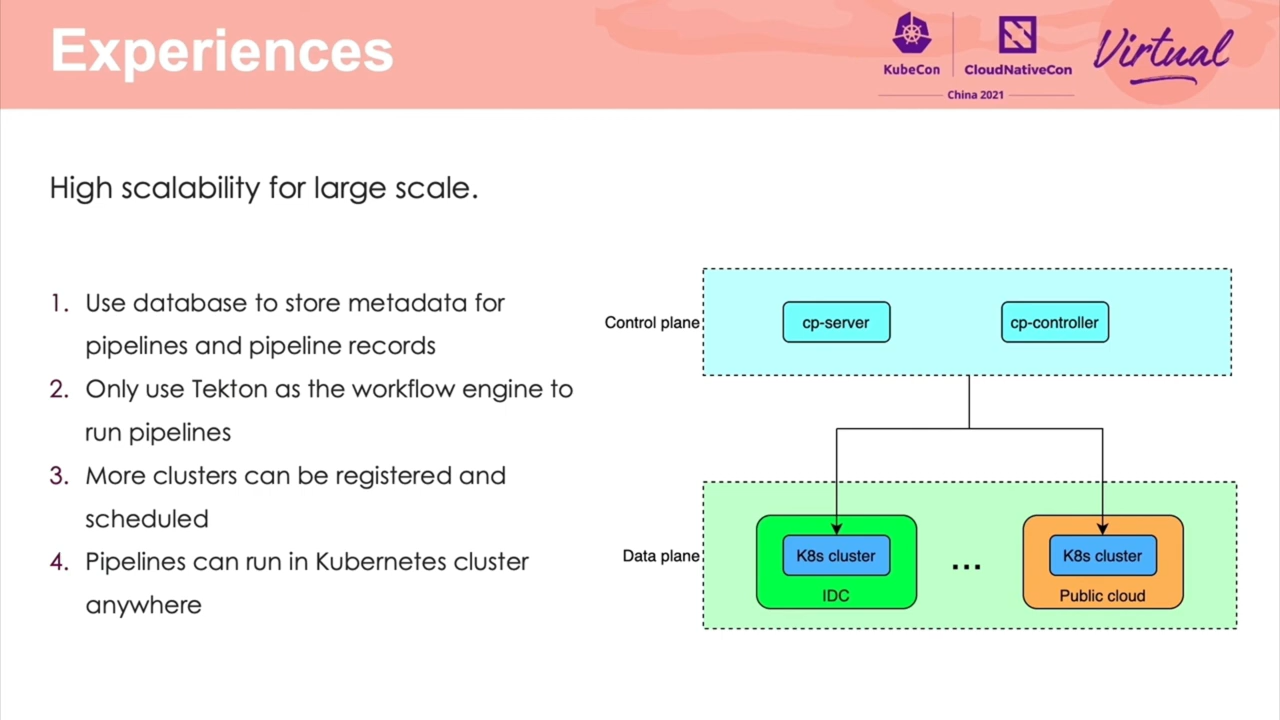 Experiences
KubeCon
CloudNativeCon
Virtual
China 2021
High scalability for large scale.
1. Use database to store metadata for
pipelines and pipeline records
2. Only use Tekton as the workflow engine to
run pipelines
3. More clusters can be registered and
scheduled
4. Pipelines can run in Kubernetes cluster
anywhere
Control plane
cp-server
cp-controller
Data plane
K8s cluster
IDC
...
K8s cluster
Public cloud